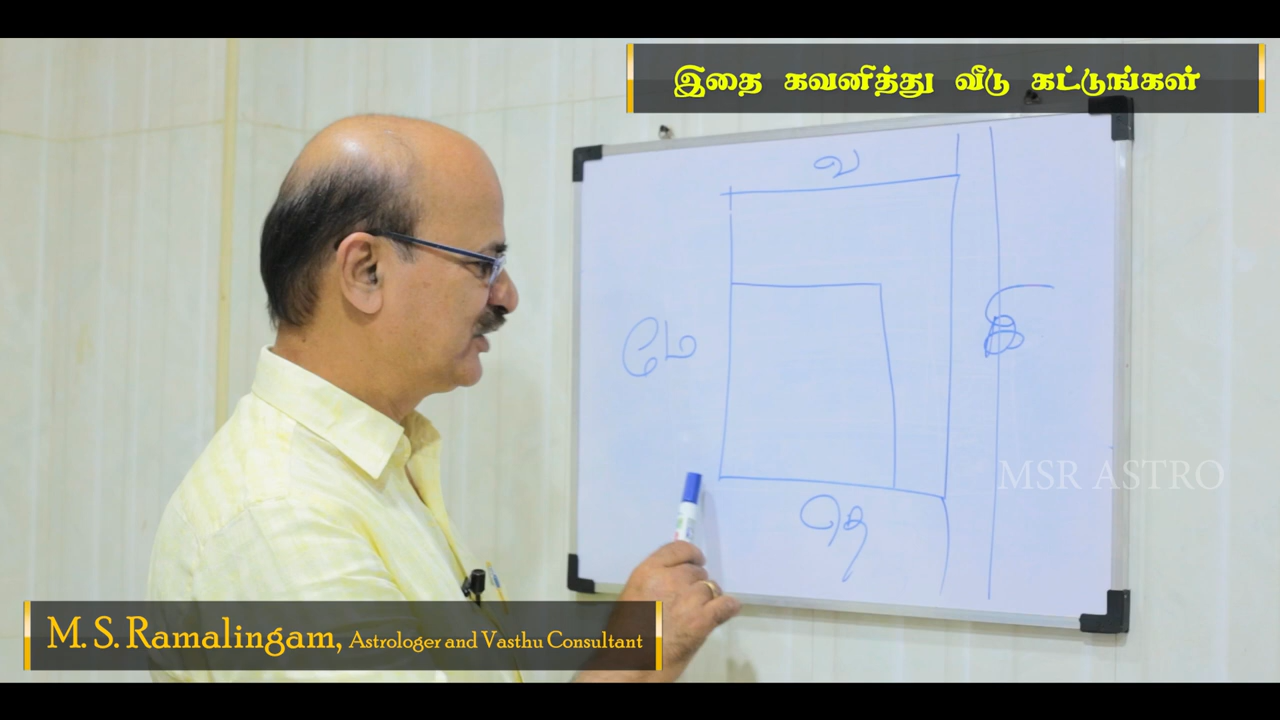 இதை கவனித்து வீடு கட்டுங்கள்
வ
மே
கி
தெ
MSR ASTRO
M. S. Ramalingam, Astrologer and Vasthu Consultant